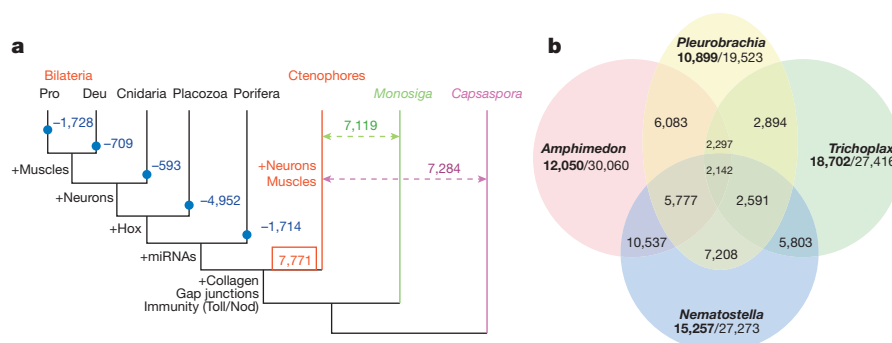 a
Bilateria
Ctenophores
Pro Deu Cnidaria Placozoa Porifera Monosiga Capsaspora
−1,728
−709
−593
−4,952
−1,714
7,119
7,284
+Muscles
+Neurons
+Hox
+miRNAs
+Neurons
Muscles
7,771
+Collagen
Gap junctions
Immunity (Toll/Nod)
b
Pleurobrachia
10,899/19,523
Amphimedon
12,050/30,060
Trichoplax
18,702/27,416
Nematostella
15,257/27,273
6,083
2,894
2,297
2,142
5,777
2,591
10,537
5,803
7,208